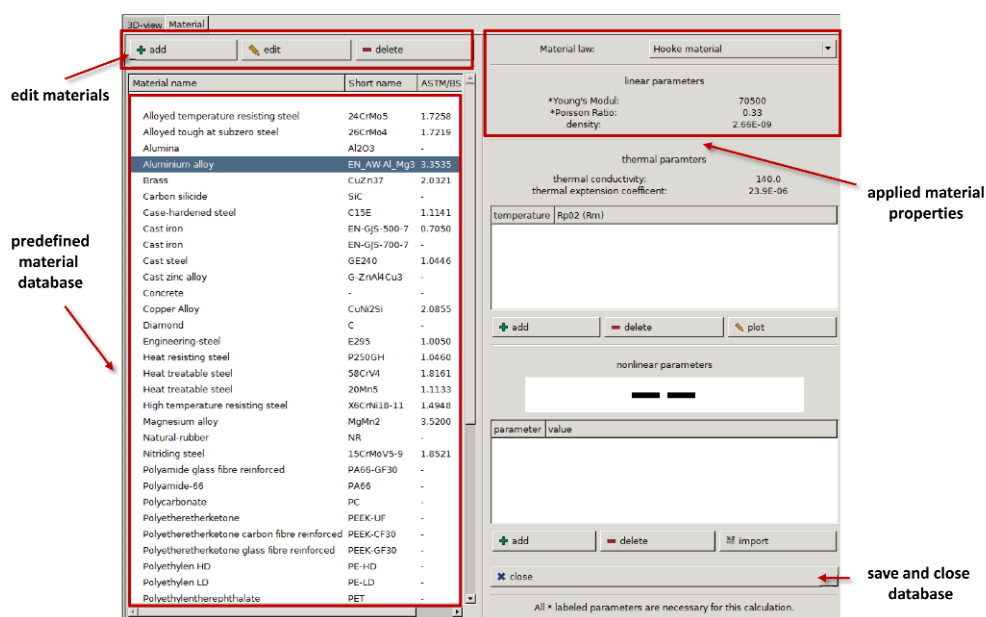 3D-view Material
add edit delete
Material name Short name ASTM/BS
Alloyed temperature resisting steel 24CrMo5 1.7258
Alloyed tough at subzero steel 26CrMo4 1.7219
Alumina Al2O3 -
Aluminium alloy EN_AW-Al_Mg3 3.3535
Brass CuZn37 2.0321
Carbon silicide SiC -
Case-hardened steel C15E 1.1141
Cast iron EN-GJS-500-7 0.7050
Cast iron EN-GJS-700-7 -
Cast steel GE240 1.0446
Cast zinc alloy G-ZnAl4Cu3 -
Concrete - -
Copper Alloy CuNi2Si 2.0855
Diamond C -
Engineering-steel E295 1.0050
Heat resisting steel P250GH 1.0460
Heat treatable steel 58CrV4 1.8161
Heat treatable steel 20Mn5 1.1133
High temperature resisting steel X6CrNi18-11 1.4948
Magnesium alloy MgMn2 3.5200
Natural-rubber NR -
Nitriding steel 15CrMoV5-9 1.8521
Polyamide glass fibre reinforced PA66-GF30 -
Polyamide-66 PA66 -
Polycarbonate PC -
Polyetheretherketone PEEK-UF -
Polyetheretherketone carbon fibre reinforced PEEK-CF30 -
Polyetheretherketone glass fibre reinforced PEEK-GF30 -
Polyethylen HD PE-HD -
Polyethylen LD PE-LD -
Polyethylentherephthalate PET -
Material law: Hooke material
linear parameters
*Young's Modul: 70500
*Poisson Ratio: 0.33
density: 2.66E-09
thermal paramters
thermal conductivity: 140.0
thermal exptension coefficent: 23.9E-06
temperature Rp02 (Rm)
add delete plot
nonlinear parameters
parameter value
add delete import
close
All * labeled parameters are necessary for this calculation.
edit materials
predefined
material
database
applied material
properties
save and close
database